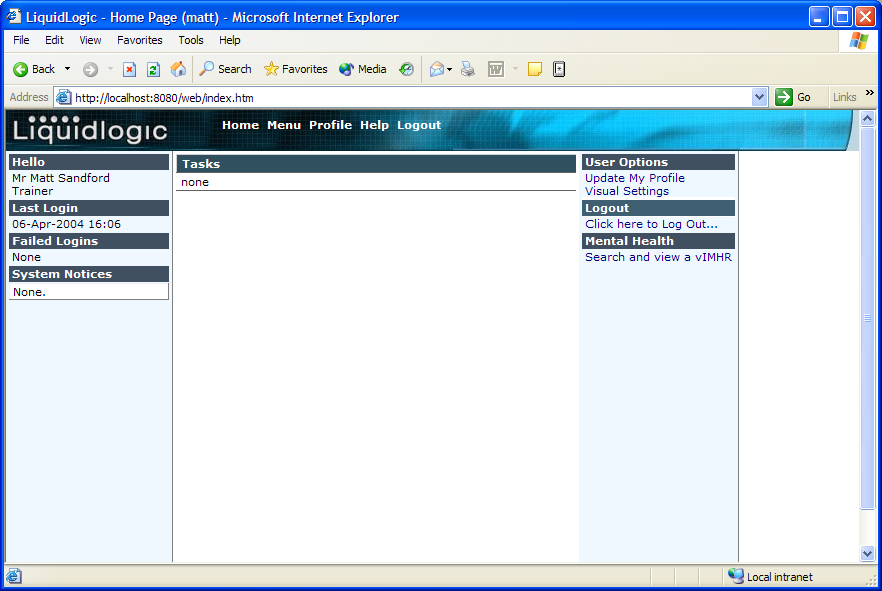 LiquidLogic - Home Page (matt) - Microsoft Internet Explorer
File Edit View Favorites Tools Help
Back Search Favorites Media
Address http://localhost:8080/web/index.htm Go Links »
Liquidlogic Home Menu Profile Help Logout
Hello
Mr Matt Sandford
Trainer
Last Login
06-Apr-2004 16:06
Failed Logins
None
System Notices
None.
Tasks
none
User Options
Update My Profile
Visual Settings
Logout
Click here to Log Out...
Mental Health
Search and view a vIMHR
Local intranet